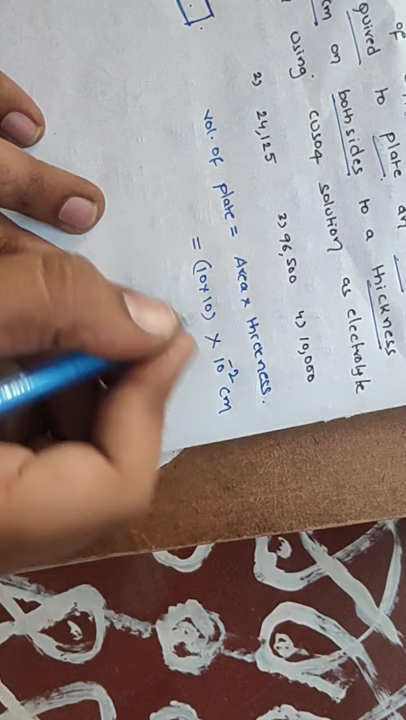 of
quired to plate an
cm on both sides to a thickness
using CuSO4 solution as electrolyte
2) 24,125 3) 96,500 4) 10,000
vol. of plate = Area x thickness.
= (10x10) x 10⁻² cm